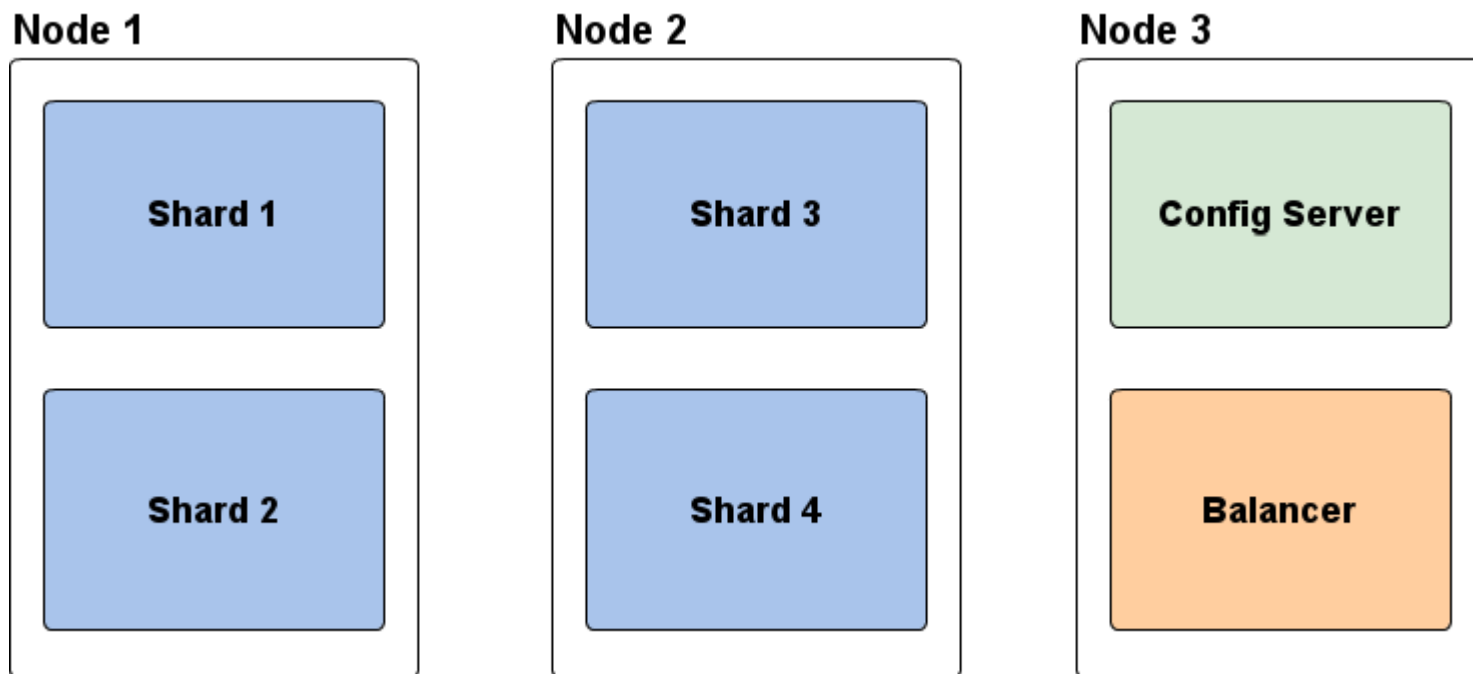 Node 1
Shard 1
Shard 2
Node 2
Shard 3
Shard 4
Node 3
Config Server
Balancer